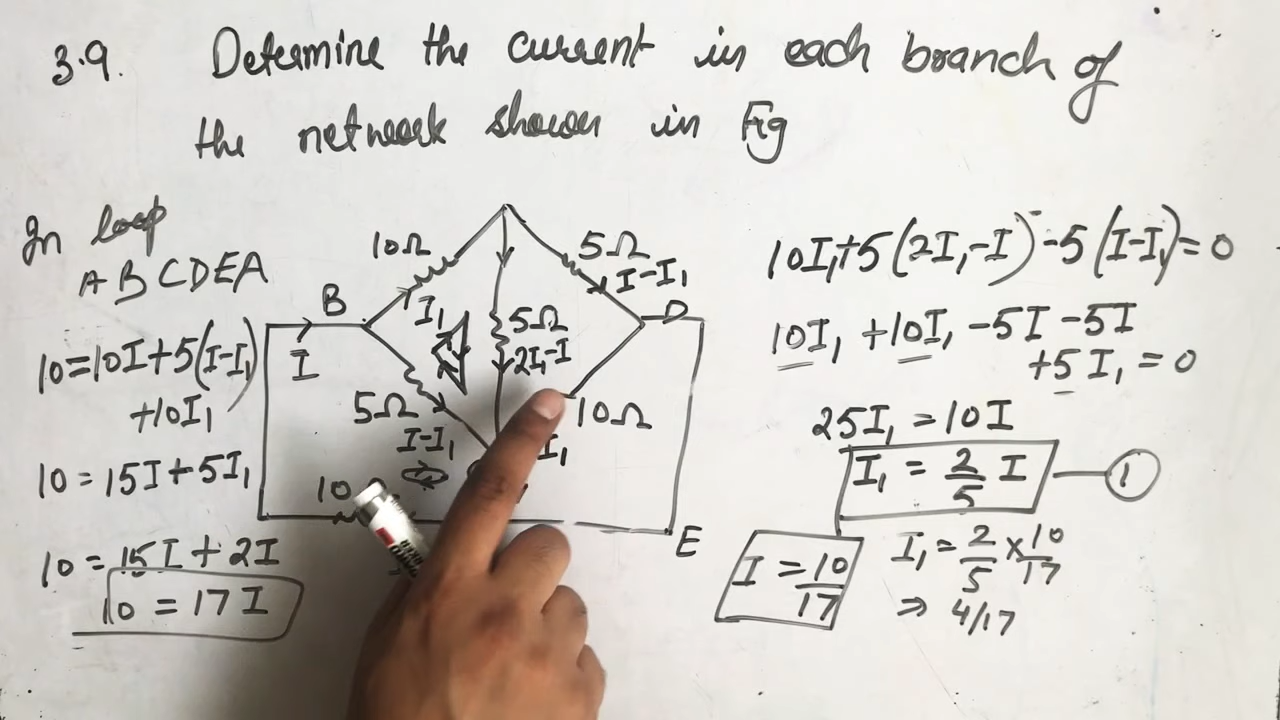 3.9. Determine the current in each branch of
the network shown in Fig
In loop
ABCDEA
10=10I+5(I-I₁)
+10I₁
10=15I+5I₁
10=15I+2I
10=17I
10Ω
5Ω
I-I₁
B
I₁
I
5Ω
2I₁-I
D
5Ω
I-I₁
10Ω
I₁
10
E
10I₁+5(2I₁-I)-5(I-I₁)=0
10I₁+10I₁-5I-5I
+5I₁=0
25I₁=10I
I₁=2/5 I — 1
I=10/17
I₁=2/5×10/17
⇒ 4/17